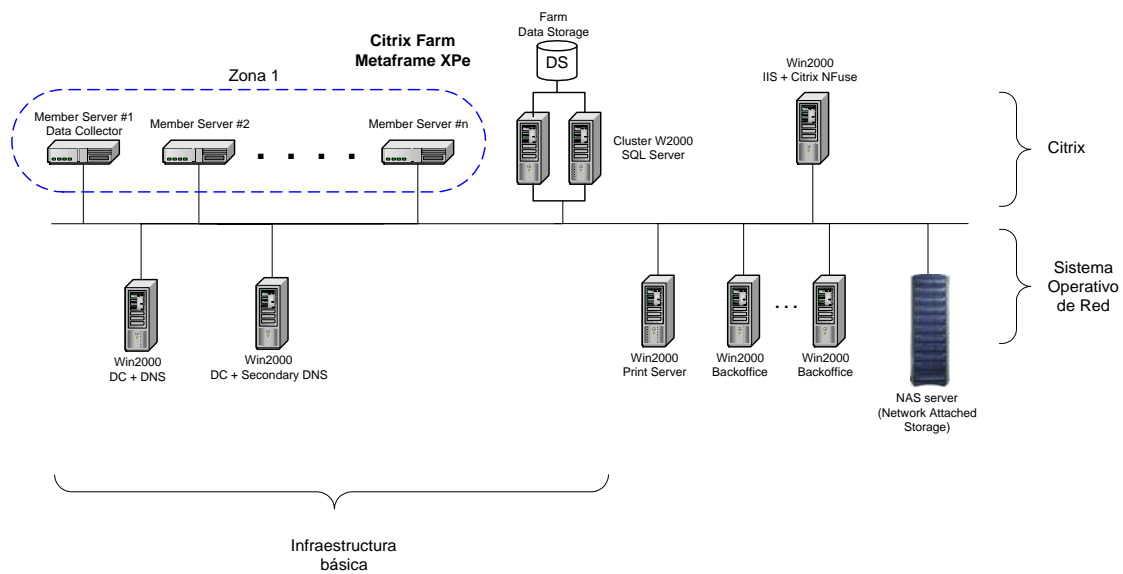 Farm
Data Storage
DS
Citrix Farm
Metaframe XPe
Zona 1
Win2000
IIS + Citrix NFuse
Member Server #1
Data Collector
Member Server #2
. . . .
Member Server #n
Cluster W2000
SQL Server
Citrix
Sistema
Operativo
de Red
. . .
Win2000
DC + DNS
Win2000
DC + Secondary DNS
Win2000
Print Server
Win2000
Backoffice
Win2000
Backoffice
NAS server
(Network Attached
Storage)
Infraestructura
básica